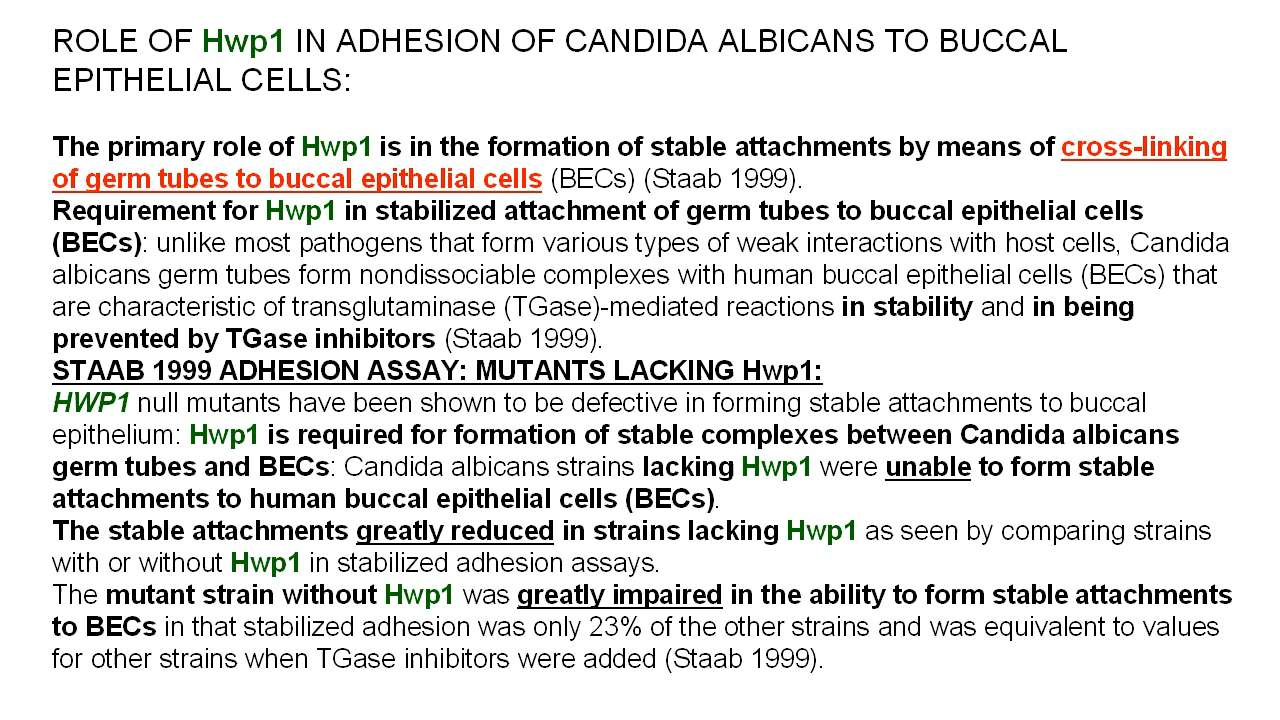 ROLE OF Hwp1 IN ADHESION OF CANDIDA ALBICANS TO BUCCAL
EPITHELIAL CELLS:
The primary role of Hwp1 is in the formation of stable attachments by means of cross-linking
of germ tubes to buccal epithelial cells (BECs) (Staab 1999).
Requirement for Hwp1 in stabilized attachment of germ tubes to buccal epithelial cells
(BECs): unlike most pathogens that form various types of weak interactions with host cells, Candida
albicans germ tubes form nondissociable complexes with human buccal epithelial cells (BECs) that
are characteristic of transglutaminase (TGase)-mediated reactions in stability and in being
prevented by TGase inhibitors (Staab 1999).
STAAB 1999 ADHESION ASSAY: MUTANTS LACKING Hwp1:
HWP1 null mutants have been shown to be defective in forming stable attachments to buccal
epithelium: Hwp1 is required for formation of stable complexes between Candida albicans
germ tubes and BECs: Candida albicans strains lacking Hwp1 were unable to form stable
attachments to human buccal epithelial cells (BECs).
The stable attachments greatly reduced in strains lacking Hwp1 as seen by comparing strains
with or without Hwp1 in stabilized adhesion assays.
The mutant strain without Hwp1 was greatly impaired in the ability to form stable attachments
to BECs in that stabilized adhesion was only 23% of the other strains and was equivalent to values
for other strains when TGase inhibitors were added (Staab 1999).